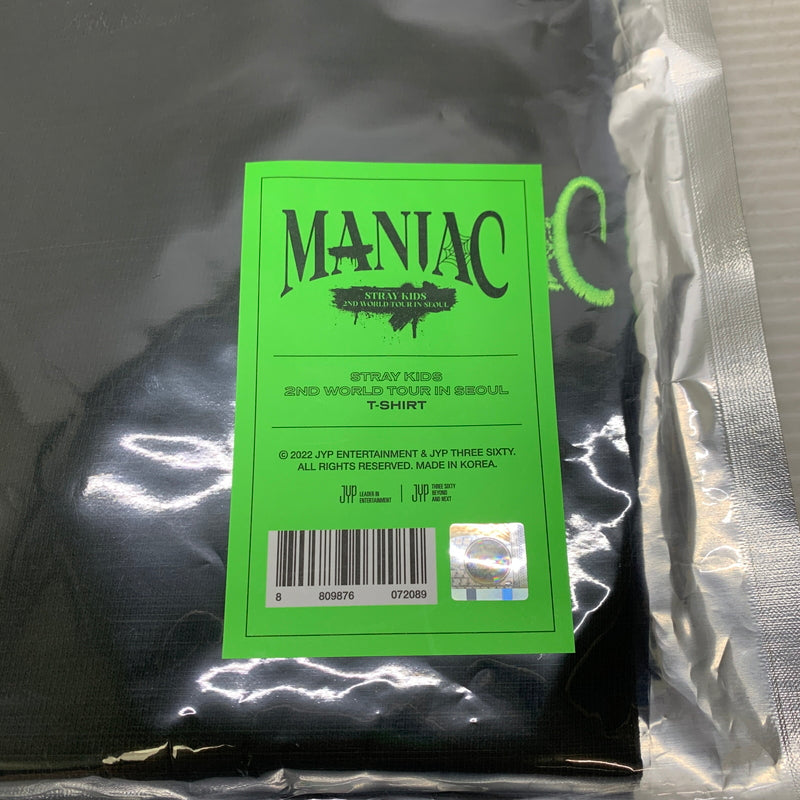 MANIAC
STRAY KIDS
2ND WORLD TOUR IN SEOUL
STRAY KIDS
2ND WORLD TOUR IN SEOUL
T-SHIRT
© 2022 JYP ENTERTAINMENT & JYP THREE SIXTY.
ALL RIGHTS RESERVED. MADE IN KOREA.
JYP LEADER IN ENTERTAINMENT | JYP THREE SIXTY BEYOND AND NEXT
8 809876 072089
C